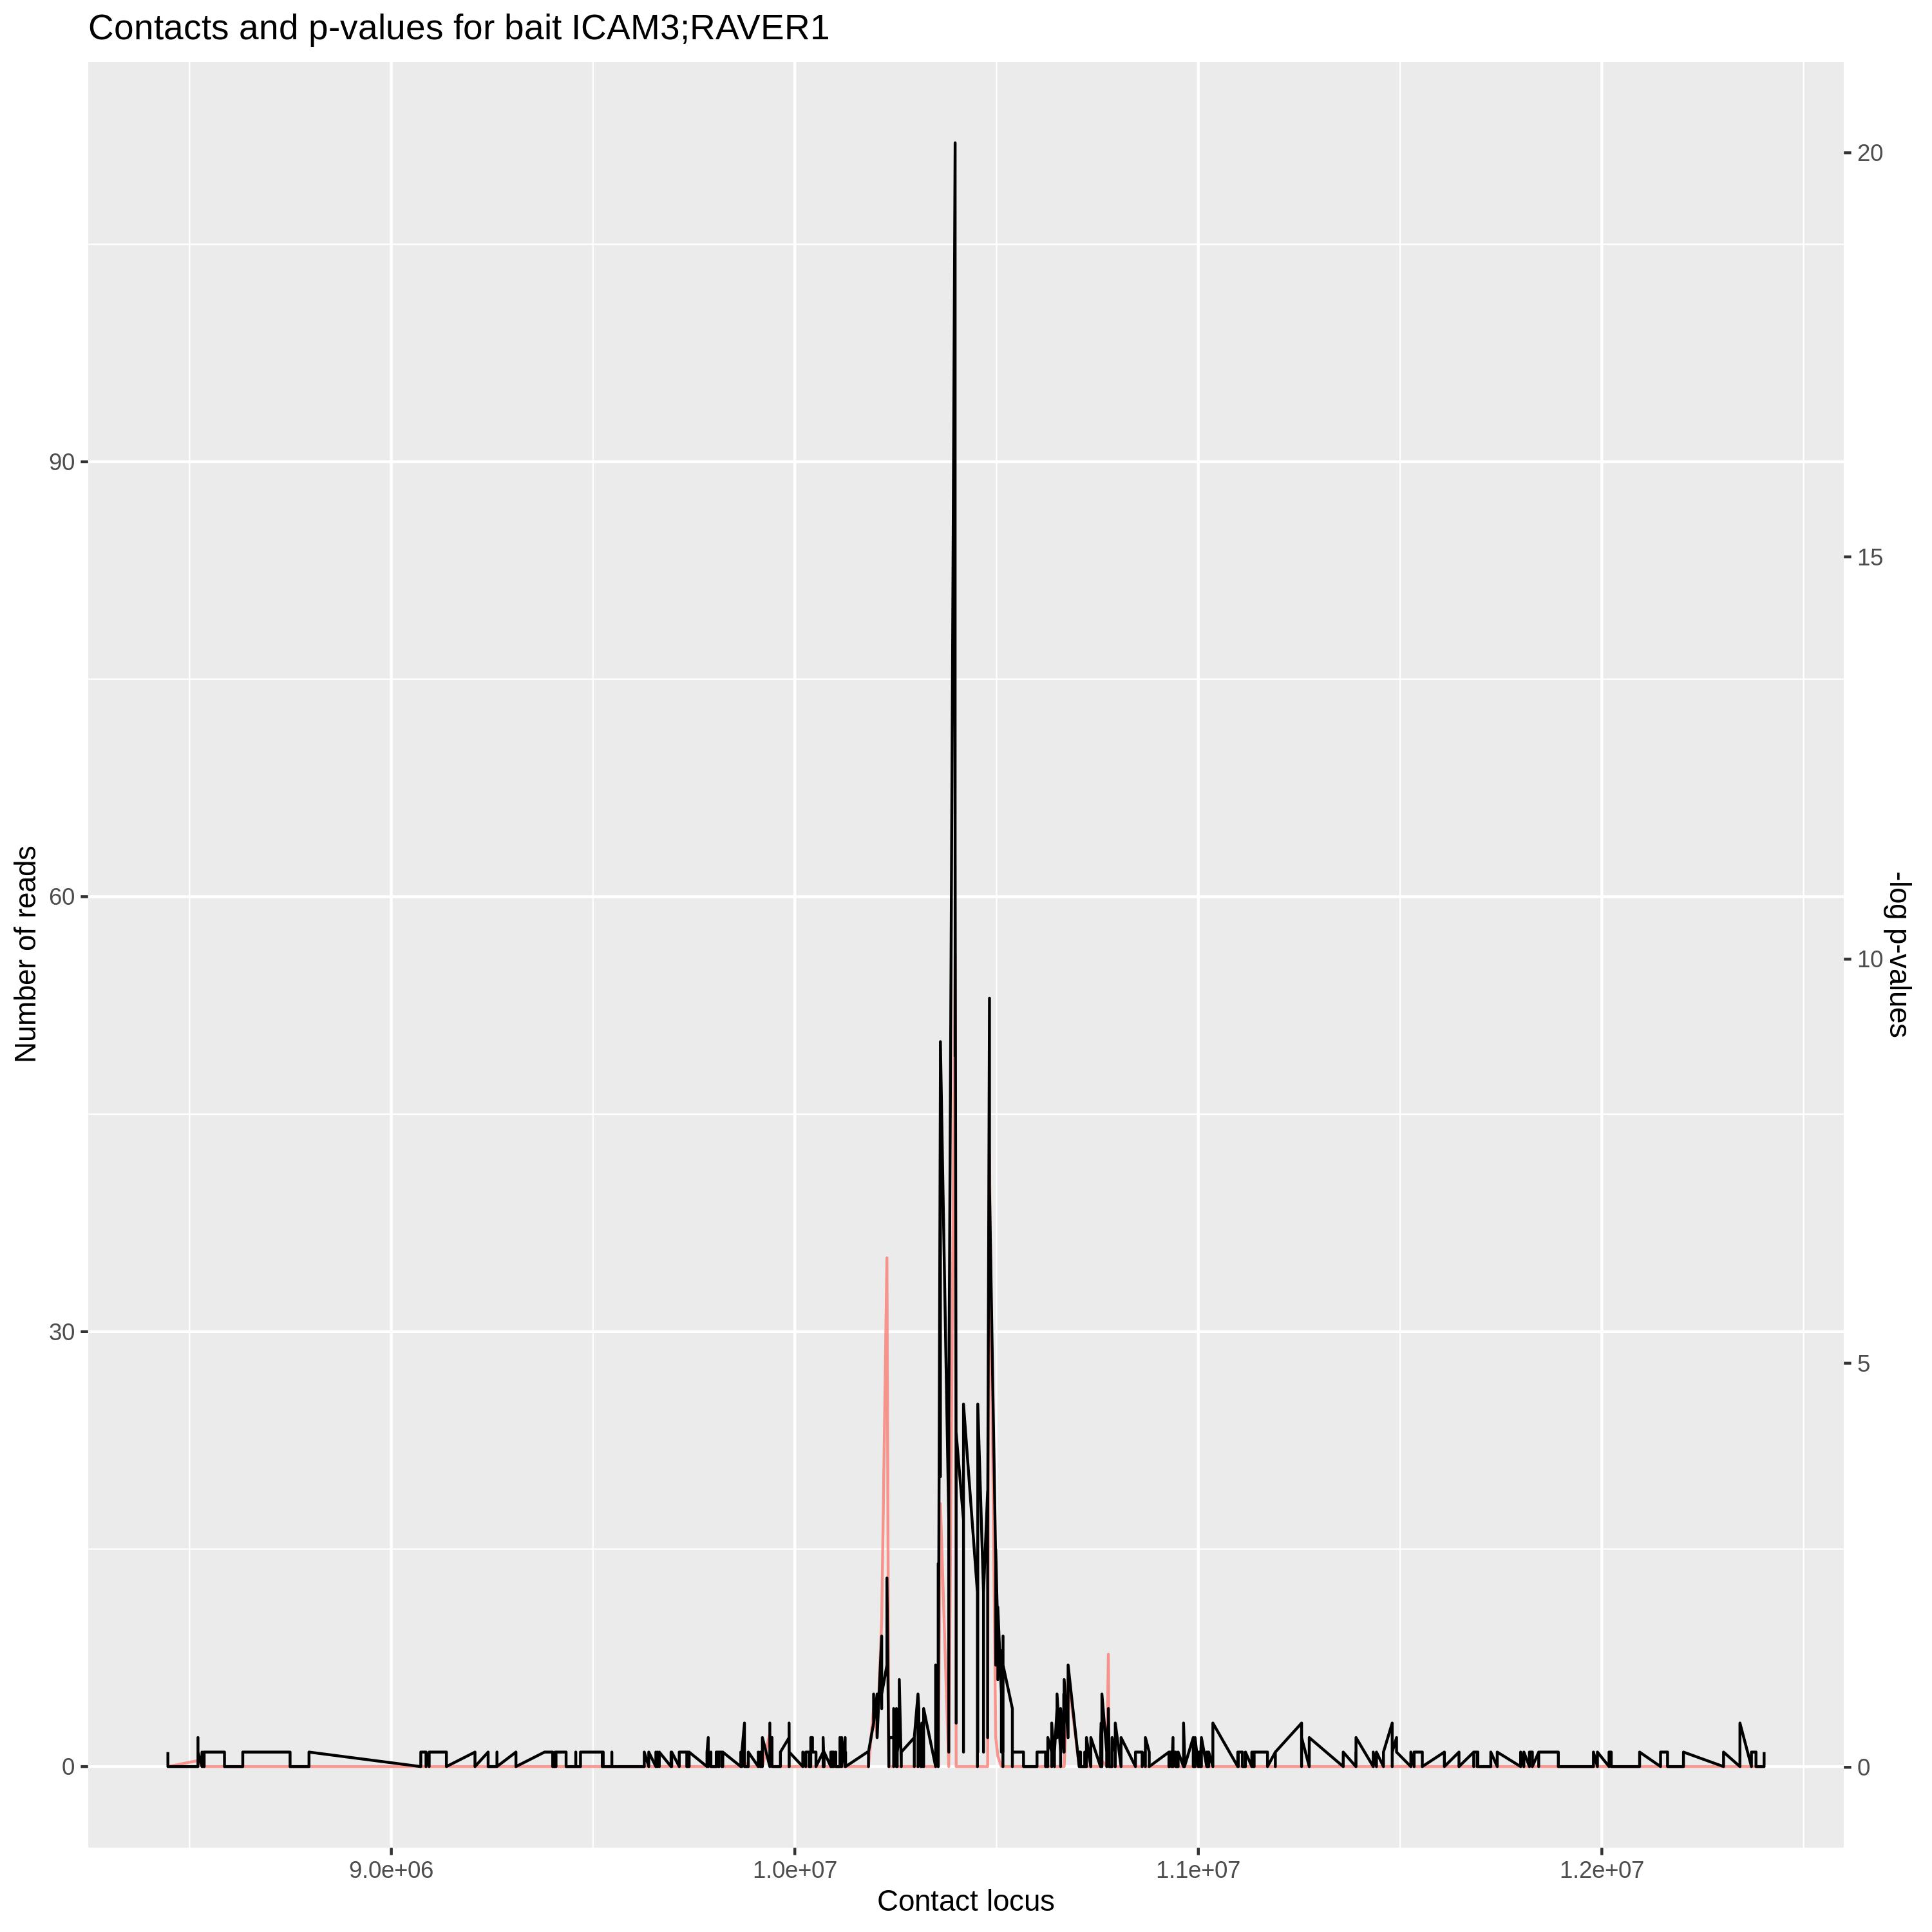 Contacts and p-values for bait ICAM3;RAVER1
Number of reads
90
60
30
0
20
15
10
5
0
-log p-values
9.0e+06
1.0e+07
1.1e+07
1.2e+07
Contact locus